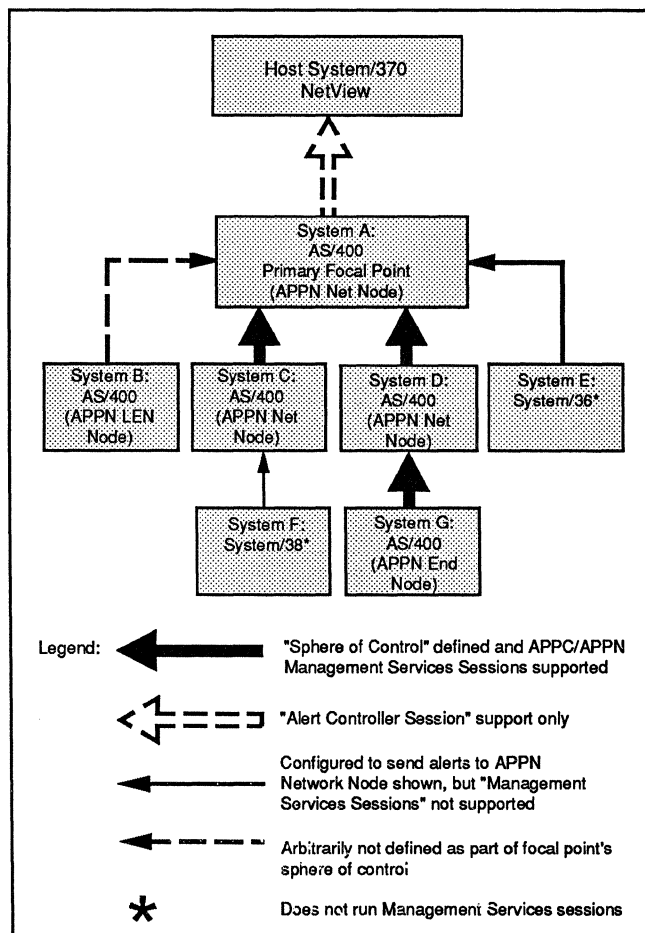 Host System/370
NetView
System A:
AS/400
Primary Focal Point
(APPN Net Node)
System B:
AS/400
(APPN LEN
Node)
System C:
AS/400
(APPN Net
Node)
System D:
AS/400
(APPN Net
Node)
System E:
System/36*
System F:
System/38*
System G:
AS/400
(APPN End
Node)
Legend:
"Sphere of Control" defined and APPC/APPN
Management Services Sessions supported
"Alert Controller Session" support only
Configured to send alerts to APPN
Network Node shown, but "Management
Services Sessions" not supported
Arbitrarily not defined as part of focal point's
sphere of control
* Does not run Management Services sessions